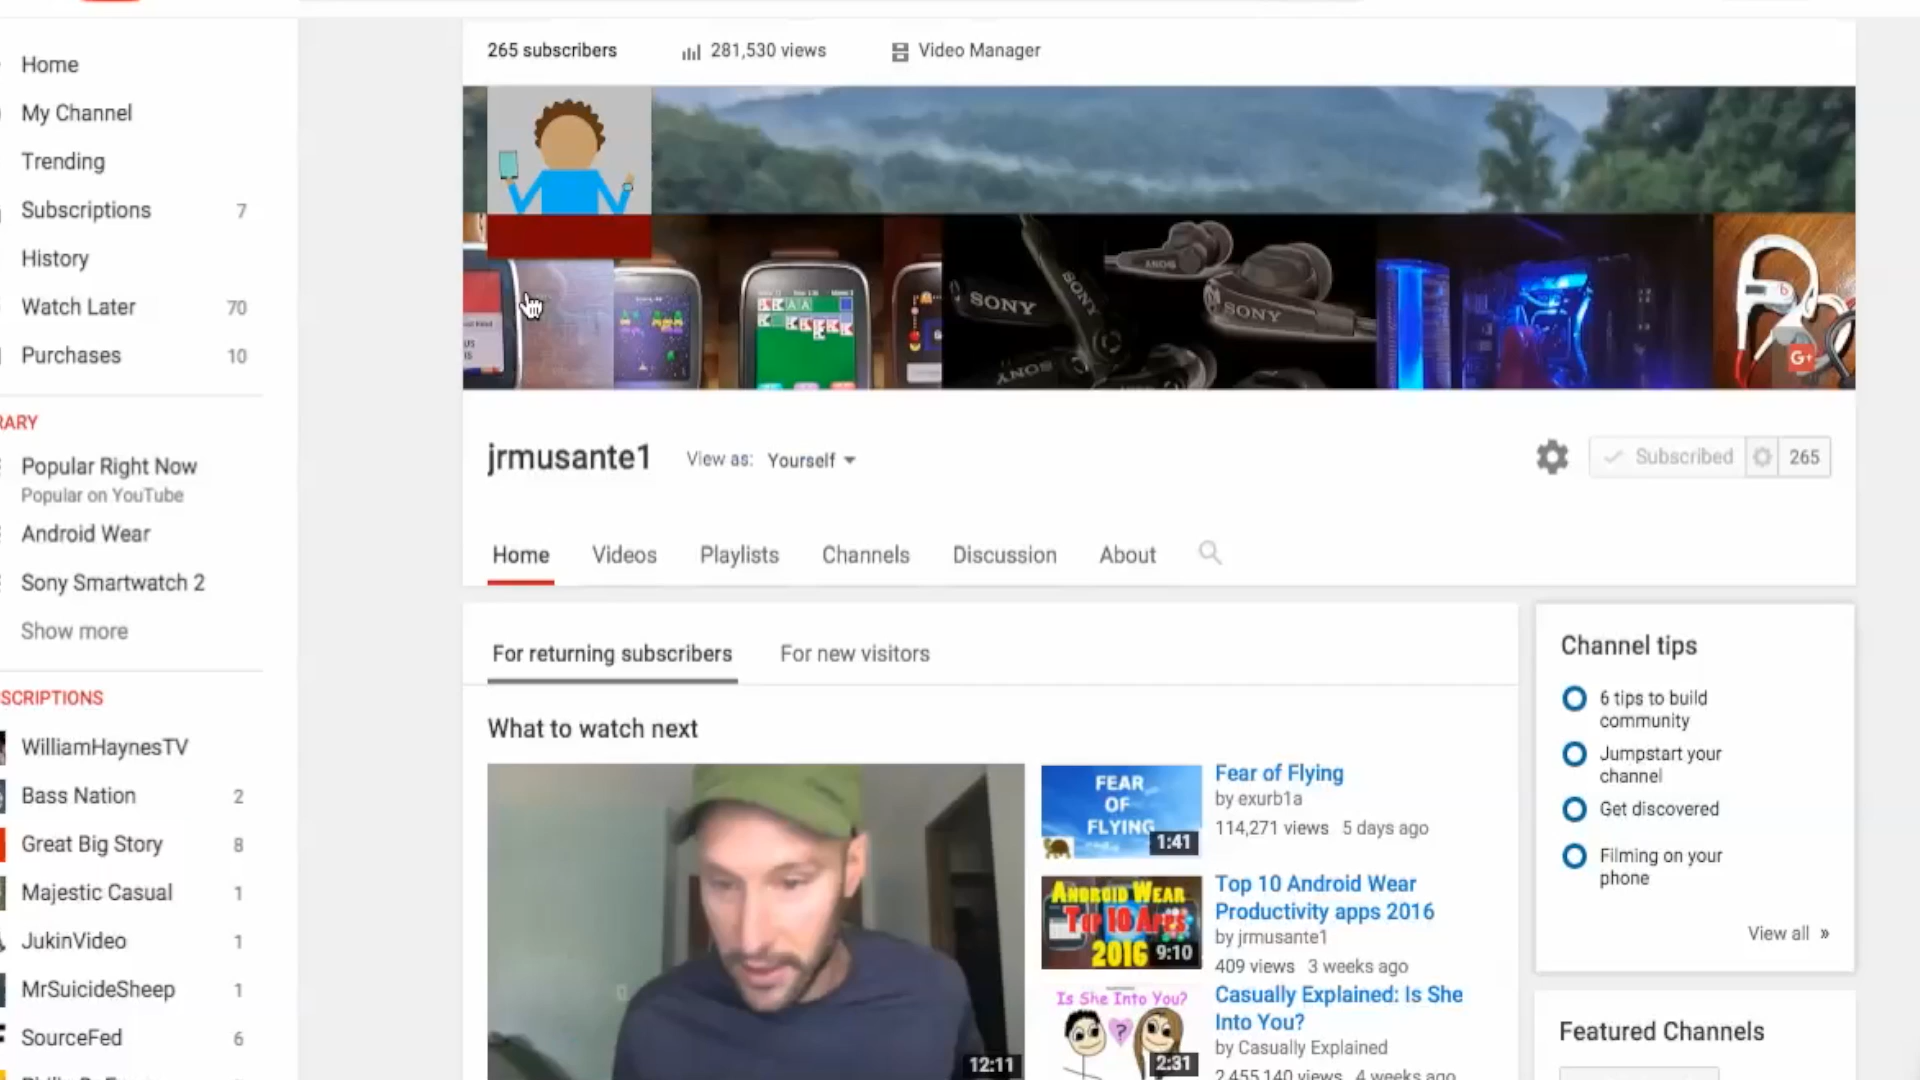 265 subscribers
281,530 views
Video Manager
Home
My Channel
Trending
Subscriptions 7
History
Watch Later 70
Purchases 10
RARY
Popular Right Now
Popular on YouTube
Android Wear
Sony Smartwatch 2
Show more
SCRIPTIONS
WilliamHaynesTV
Bass Nation 2
Great Big Story 8
Majestic Casual 1
JukinVideo 1
MrSuicideSheep 1
SourceFed 6
SONY
SONY
SONY
SONY
SONY
G+
jrmusante1
View as: Yourself
Subscribed 265
Home Videos Playlists Channels Discussion About
For returning subscribers
For new visitors
What to watch next
12:11
FEAR
OF
FLYING
1:41
Fear of Flying
by exurb1a
114,271 views 5 days ago
ANDROID WEAR
Top 10 Apps
2016
9:10
Top 10 Android Wear
Productivity apps 2016
by jrmusante1
409 views 3 weeks ago
Is She Into You?
?
2:31
Casually Explained: Is She
Into You?
by Casually Explained
2,455,140 views 4 weeks ago
Channel tips
6 tips to build
community
Jumpstart your
channel
Get discovered
Filming on your
phone
View all »
Featured Channels